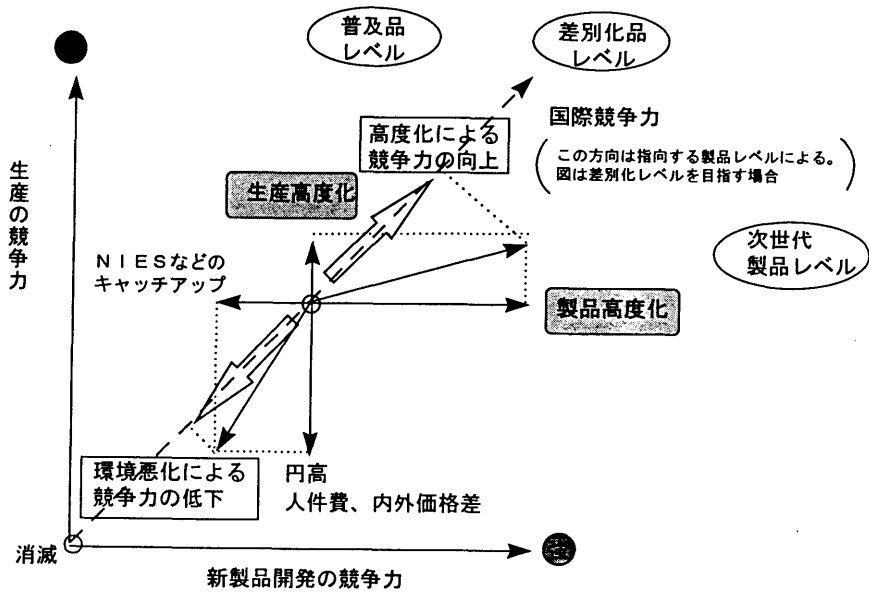 普及品
レベル
差別化品
レベル
国際競争力
この方向は指向する製品レベルによる。
図は差別化レベルを目指す場合
高度化による
競争力の向上
生産高度化
生産の競争力
次世代
製品レベル
NIESなどの
キャッチアップ
製品高度化
環境悪化による
競争力の低下
円高
人件費、内外価格差
消滅
新製品開発の競争力